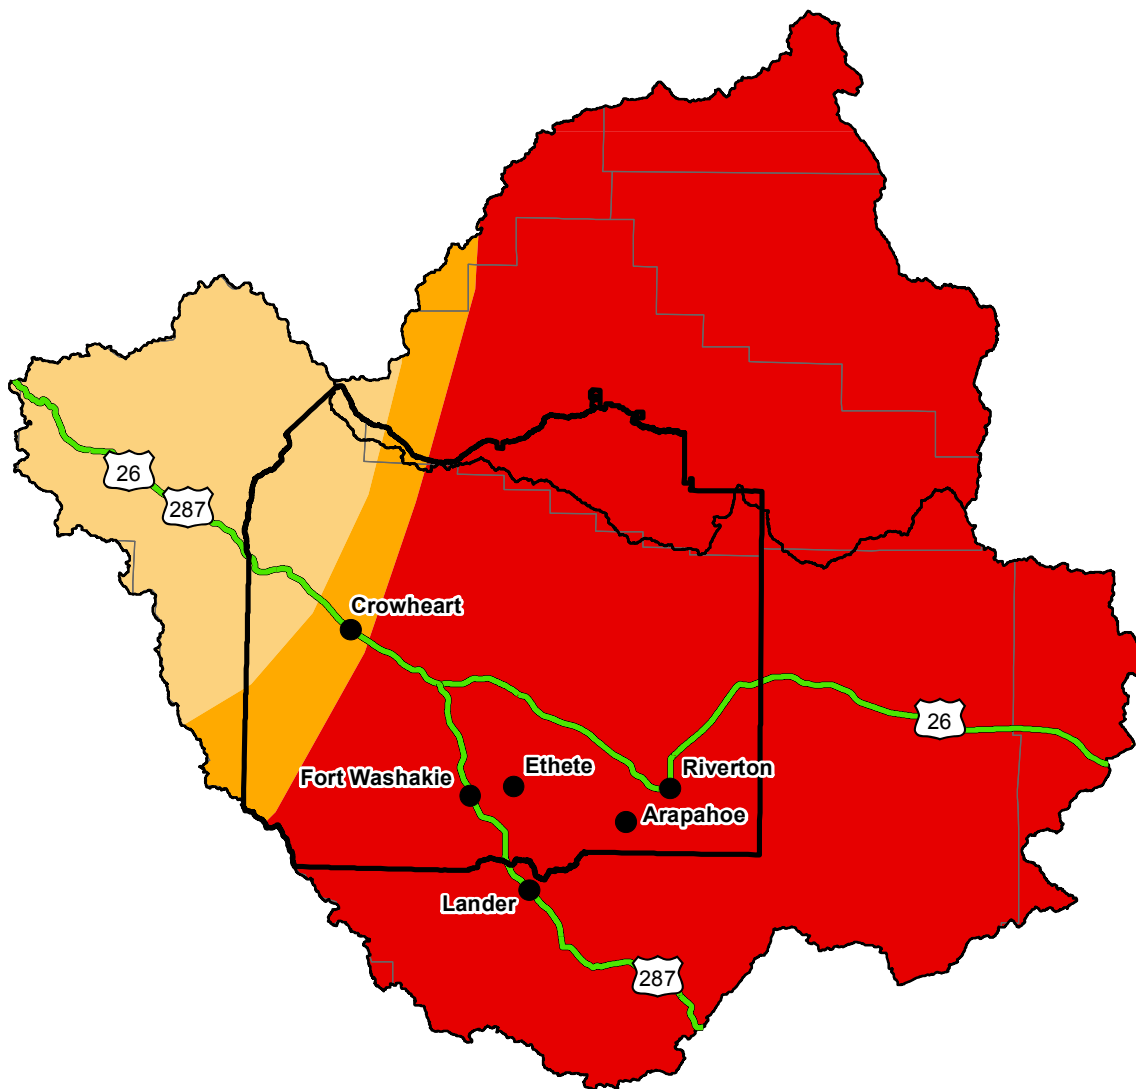 26
287
Crowheart
26
Ethete
Riverton
Fort Washakie
Arapahoe
Lander
287